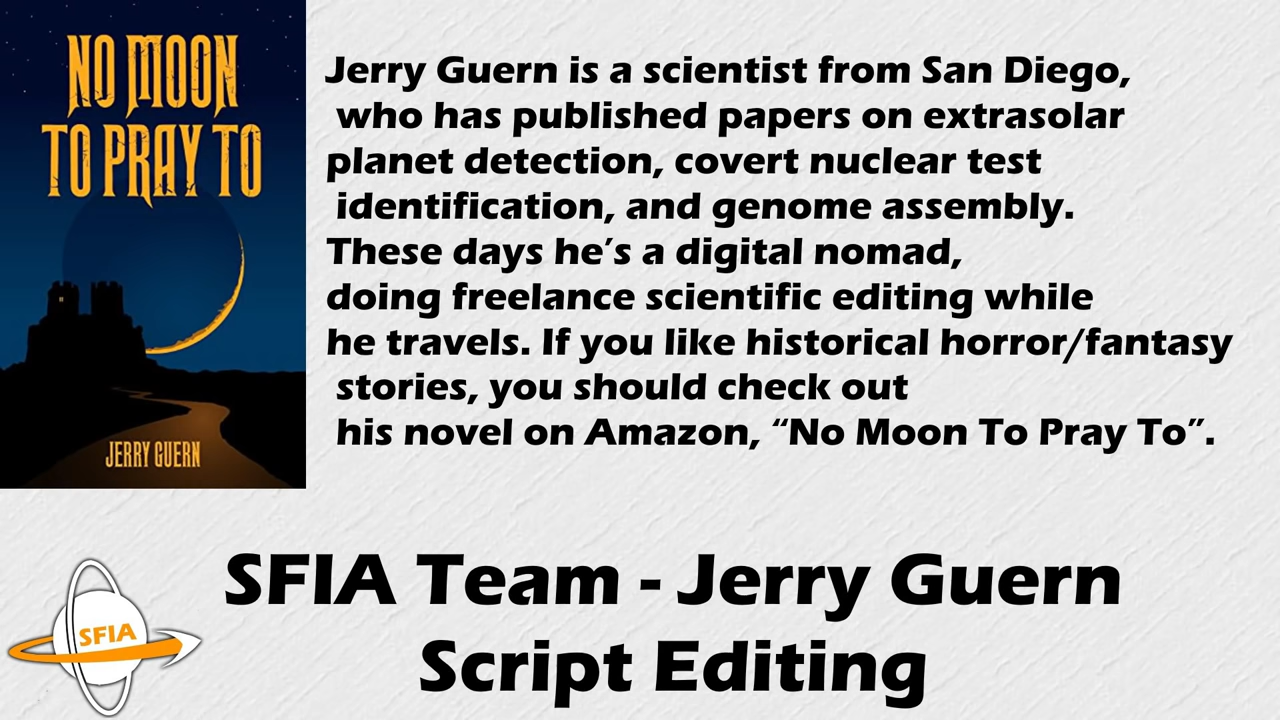 NO MOON
TO PRAY TO
JERRY GUERN
Jerry Guern is a scientist from San Diego,
who has published papers on extrasolar
planet detection, covert nuclear test
identification, and genome assembly.
These days he’s a digital nomad,
doing freelance scientific editing while
he travels. If you like historical horror/fantasy
stories, you should check out
his novel on Amazon, “No Moon To Pray To”.
SFIA Team - Jerry Guern
Script Editing
SFIA